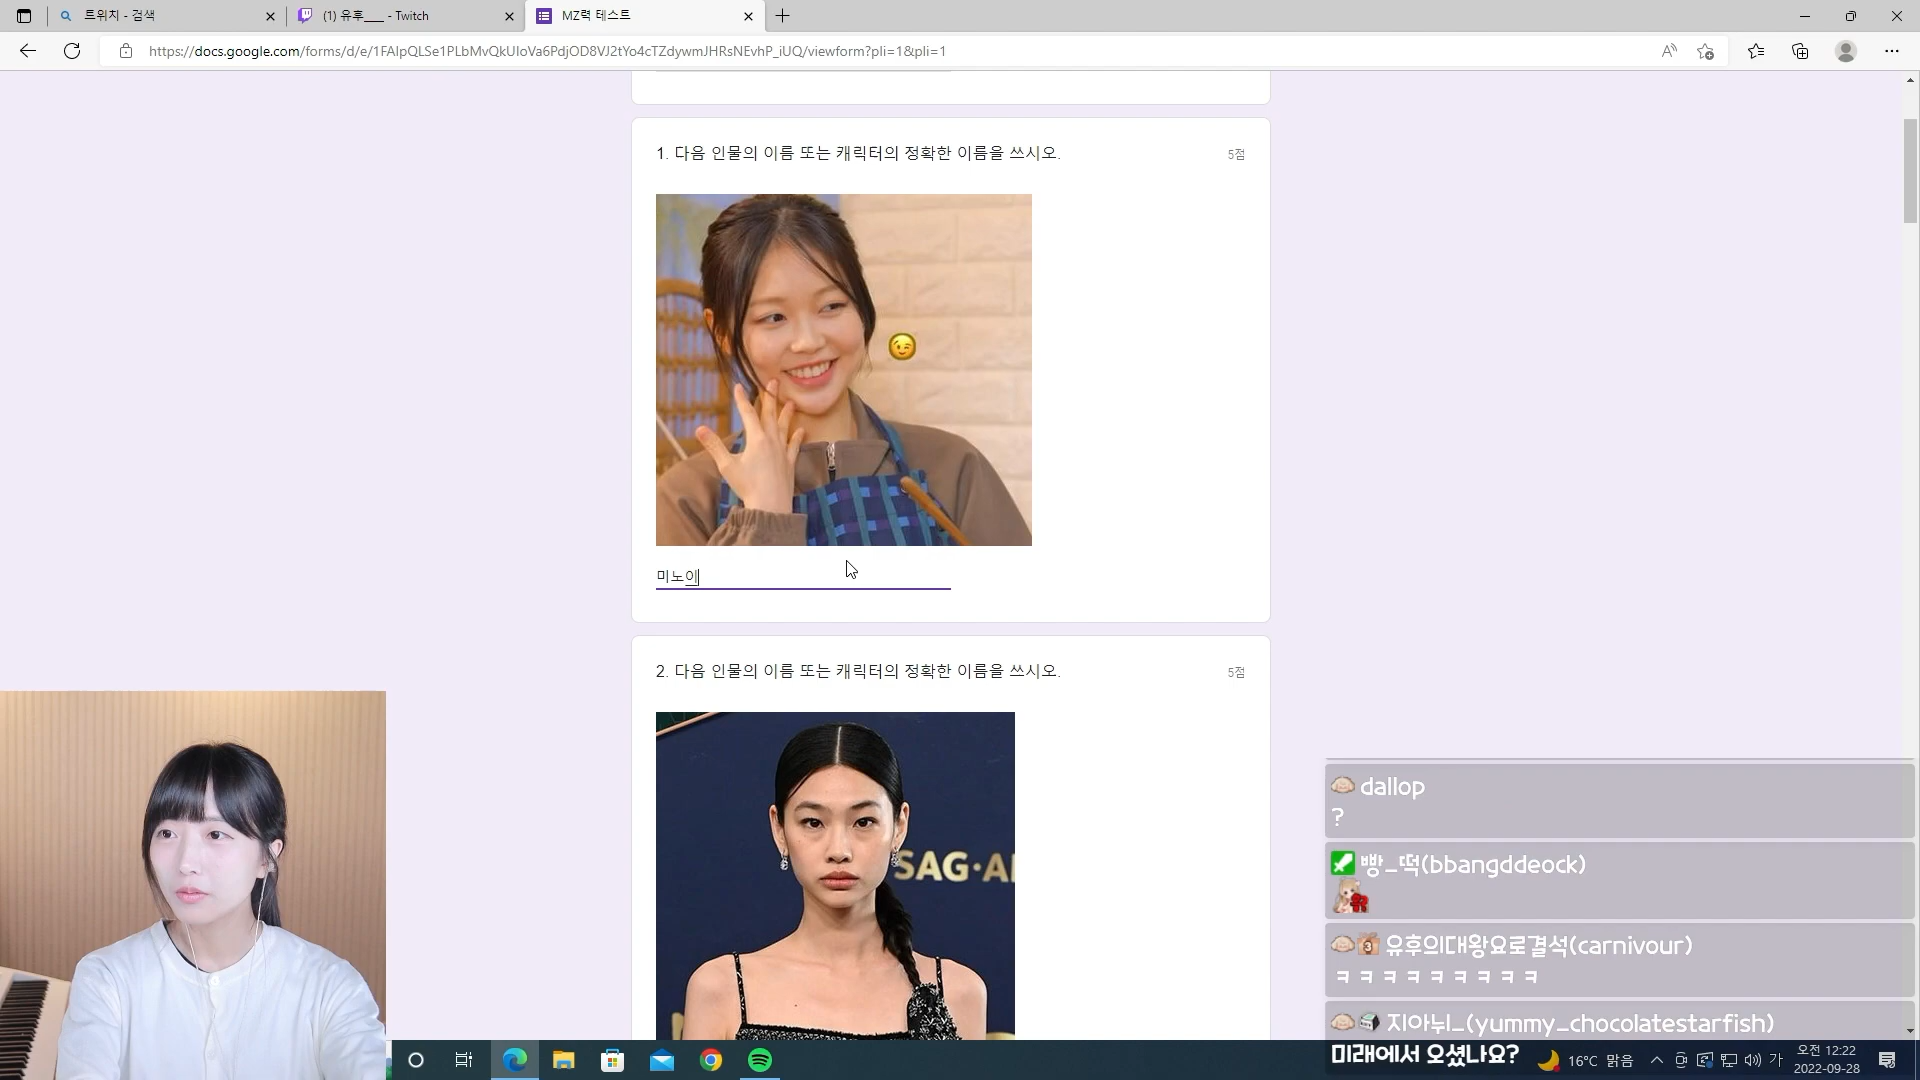 트위치 - 검색
(1) 유후___ - Twitch
MZ력 테스트
https://docs.google.com/forms/d/e/1FAIpQLSe1PLbMvQkUIoVa6PdjOD8VJ2tYo4cTZdywmJHRsNEvhP_iUQ/viewform?pli=1&pli=1
1. 다음 인물의 이름 또는 캐릭터의 정확한 이름을 쓰시오.
5점
미노이
2. 다음 인물의 이름 또는 캐릭터의 정확한 이름을 쓰시오.
5점
SAG·A
dallop
?
빵_떡(bbangddeock)
유후의대왕요로결석(carnivour)
ㅋㅋㅋㅋㅋㅋㅋㅋㅋ
지아뉘_(yummy_chocolatestarfish)
미래에서 오셨나요?
16°C 맑음
가
오전 12:22
2022-09-28